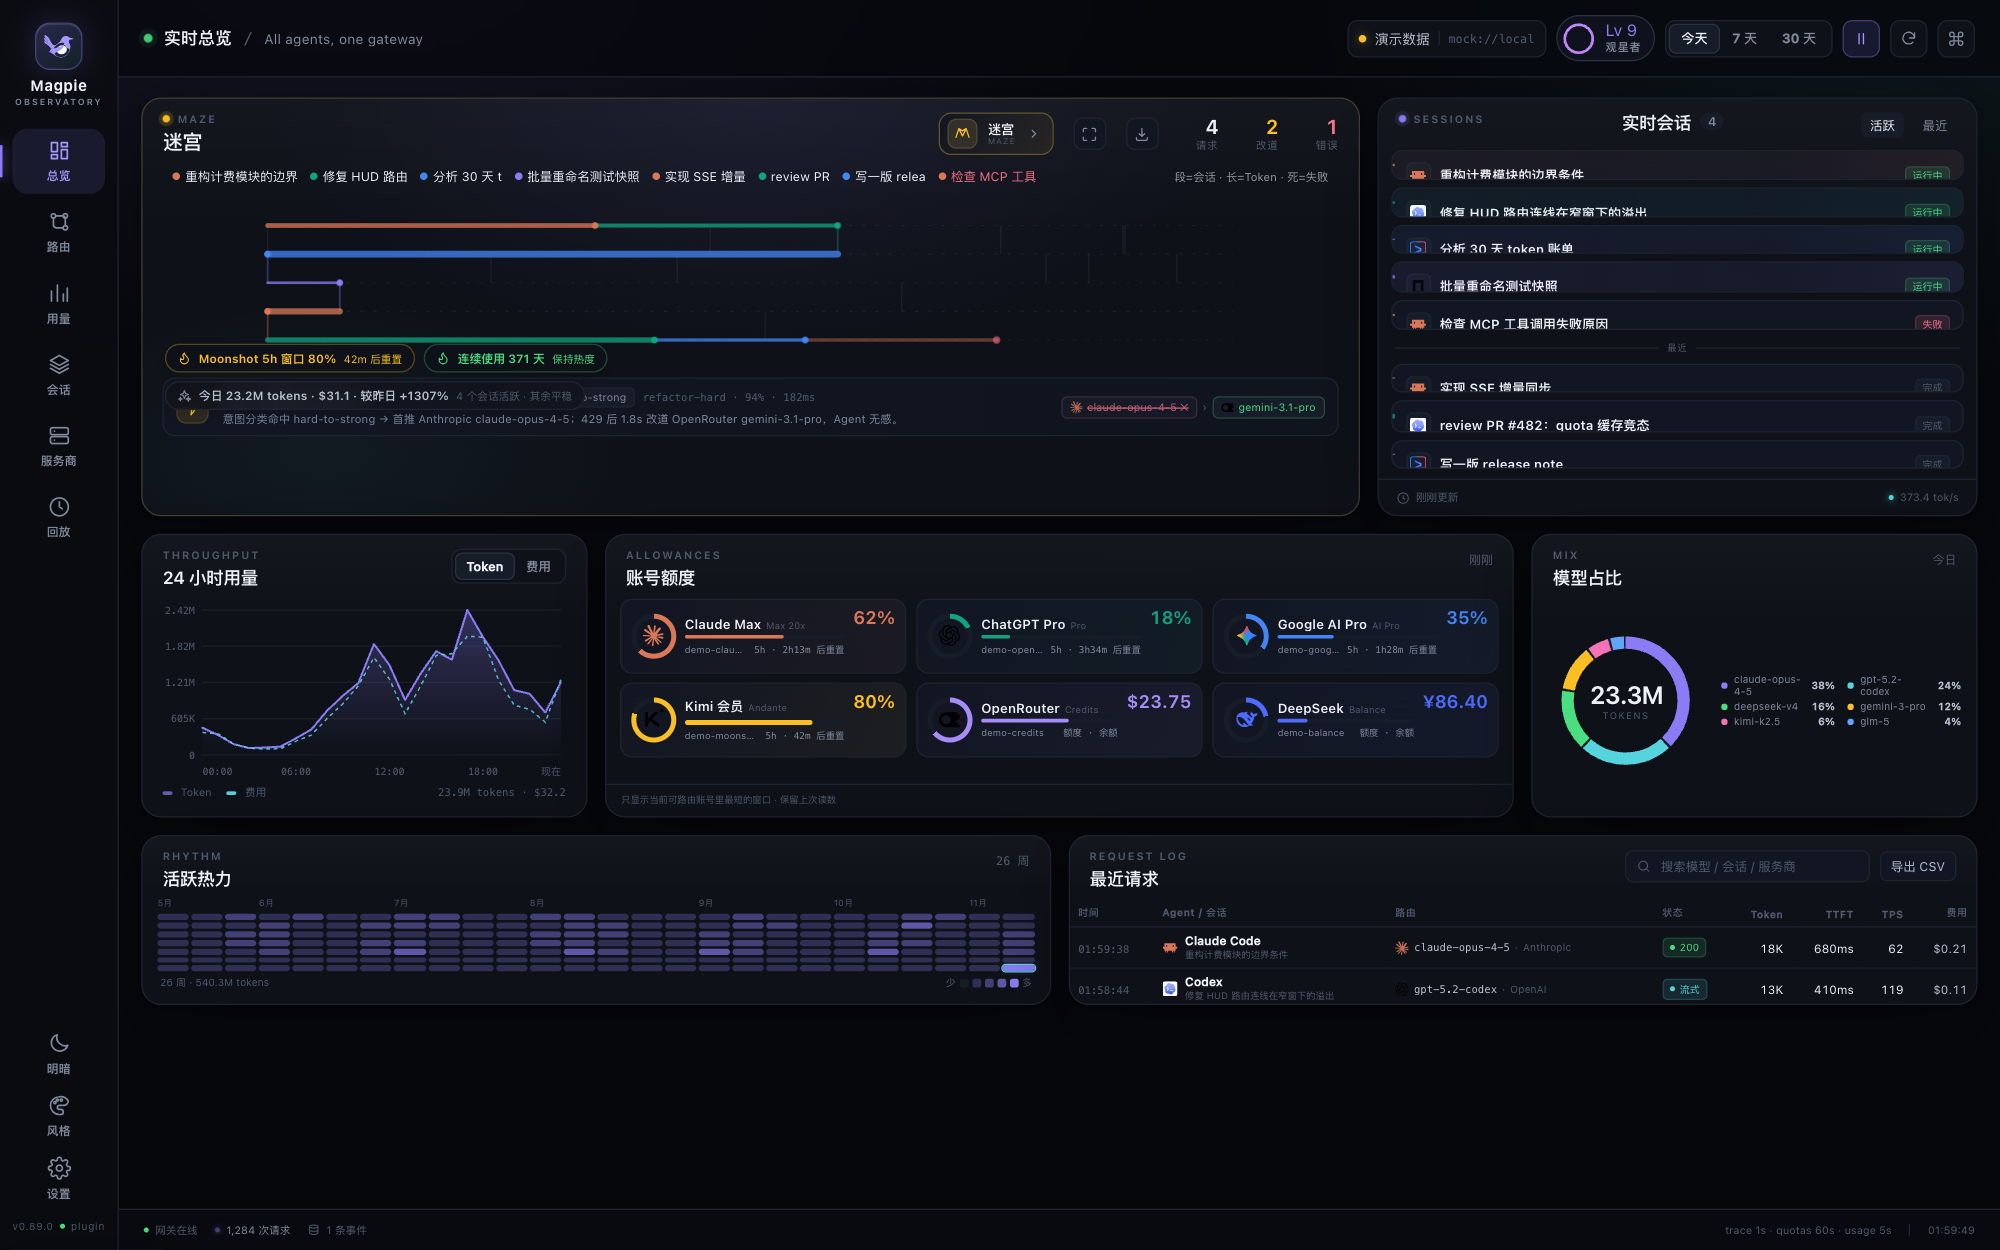 Magpie
OBSERVATORY
总览
路由
用量
会话
服务商
回放
明暗
风格
设置
v0.89.0 plugin
实时总览 / All agents, one gateway
演示数据 mock://local
Lv 9
观星者
今天 7 天 30 天
MAZE
迷宫
迷宫
MAZE
4 2 1
请求 改道 错误
重构计费模块的边界 修复 HUD 路由 分析 30 天 t 批量重命名测试快照 实现 SSE 增量 review PR 写一版 relea 检查 MCP 工具
段=会话 · 长=Token · 死=失败
Moonshot 5h 窗口 80% 42m 后重置
连续使用 371 天 保持热度
今日 23.2M tokens · $31.1 · 较昨日 +1307% 4 个会话活跃 · 其余平稳
o-strong refactor-hard · 94% · 182ms
意图分类命中 hard-to-strong → 首推 Anthropic claude-opus-4-5；429 后 1.8s 改道 OpenRouter gemini-3.1-pro，Agent 无感。
claude-opus-4-5 × › gemini-3.1-pro
SESSIONS
实时会话 4
活跃 最近
重构计费模块的边界条件 运行中
修复 HUD 路由连线在窄窗下的溢出 运行中
分析 30 天 token 账单 运行中
批量重命名测试快照 运行中
检查 MCP 工具调用失败原因 失败
最近
实现 SSE 增量同步 完成
review PR #482：quota 缓存竞态 完成
写一版 release note 完成
刚刚更新 373.4 tok/s
THROUGHPUT
24 小时用量
Token 费用
2.42M
1.82M
1.21M
605K
0
00:00 06:00 12:00 18:00 现在
Token 费用 23.9M tokens · $32.2
ALLOWANCES
账号额度
刚刚
Claude Max Max 20x 62%
demo-clau… 5h · 2h13m 后重置
ChatGPT Pro Pro 18%
demo-open… 5h · 3h34m 后重置
Google AI Pro AI Pro 35%
demo-goog… 5h · 1h28m 后重置
Kimi 会员 Andante 80%
demo-moons… 5h · 42m 后重置
OpenRouter Credits $23.75
demo-credits 额度 · 余额
DeepSeek Balance ¥86.40
demo-balance 额度 · 余额
只显示当前可路由账号里最短的窗口 · 保留上次读数
MIX
模型占比
今日
23.3M
TOKENS
claude-opus-4-5 38% gpt-5.2-codex 24%
deepseek-v4 16% gemini-3-pro 12%
kimi-k2.5 6% glm-5 4%
RHYTHM
活跃热力
26 周
5月 6月 7月 8月 9月 10月 11月
26 周 · 540.3M tokens
少 多
REQUEST LOG
最近请求
搜索模型 / 会话 / 服务商
导出 CSV
时间 Agent / 会话 路由 状态 Token TTFT TPS 费用
01:59:38 Claude Code claude-opus-4-5 · Anthropic 200 18K 680ms 62 $0.21
重构计费模块的边界条件
01:58:44 Codex gpt-5.2-codex · OpenAI 流式 13K 410ms 119 $0.11
修复 HUD 路由连线在窄窗下的溢出
网关在线 1,284 次请求 1 条事件
trace 1s · quotas 60s · usage 5s 01:59:49